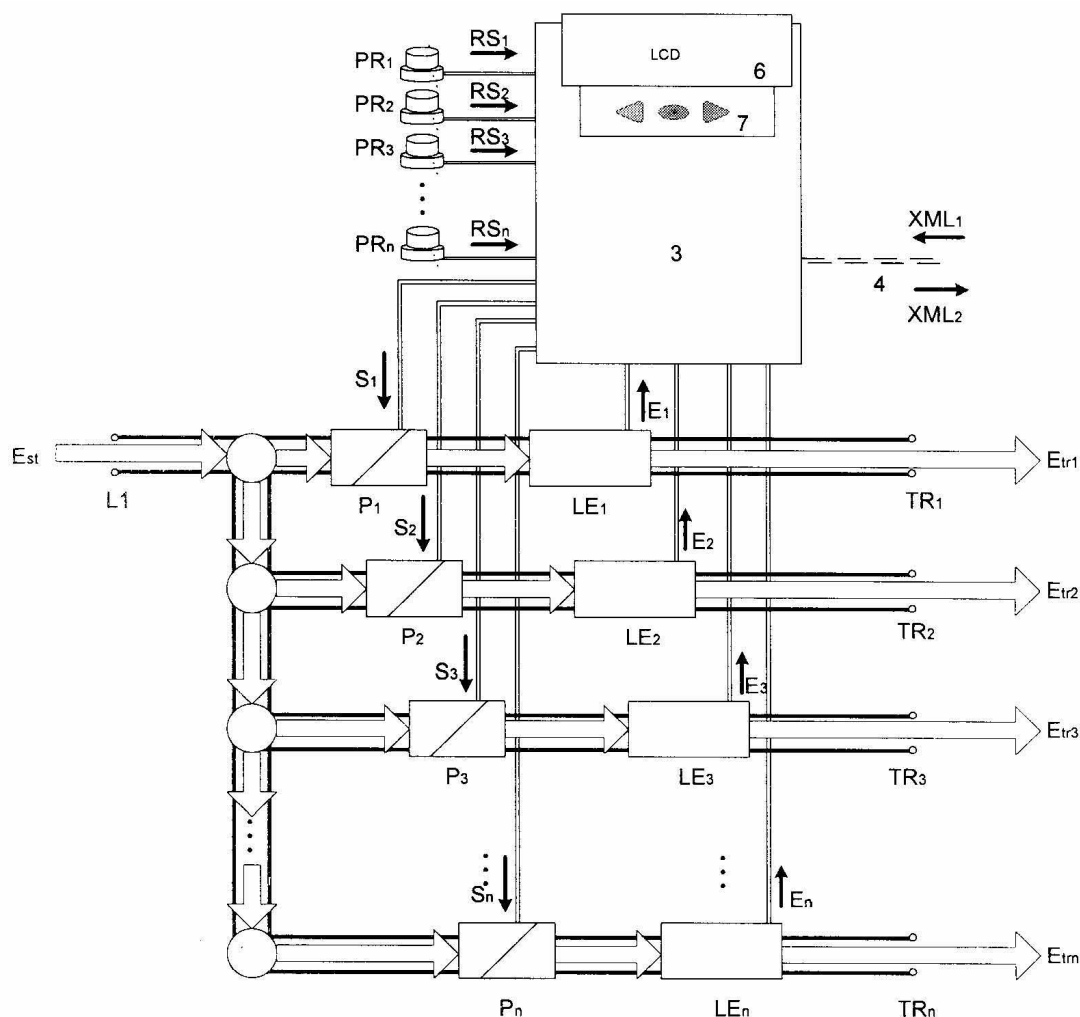 PR1 RS1
LCD
6
PR2 RS2
7
PR3 RS3
PRn RSn
3
XML1
4
XML2
S1
E1
Est
L1
P1
LE1
TR1
Etr1
S2
E2
P2
LE2
TR2
Etr2
S3
E3
P3
LE3
TR3
Etr3
Sn
En
Pn
LEn
TRn
Etrn